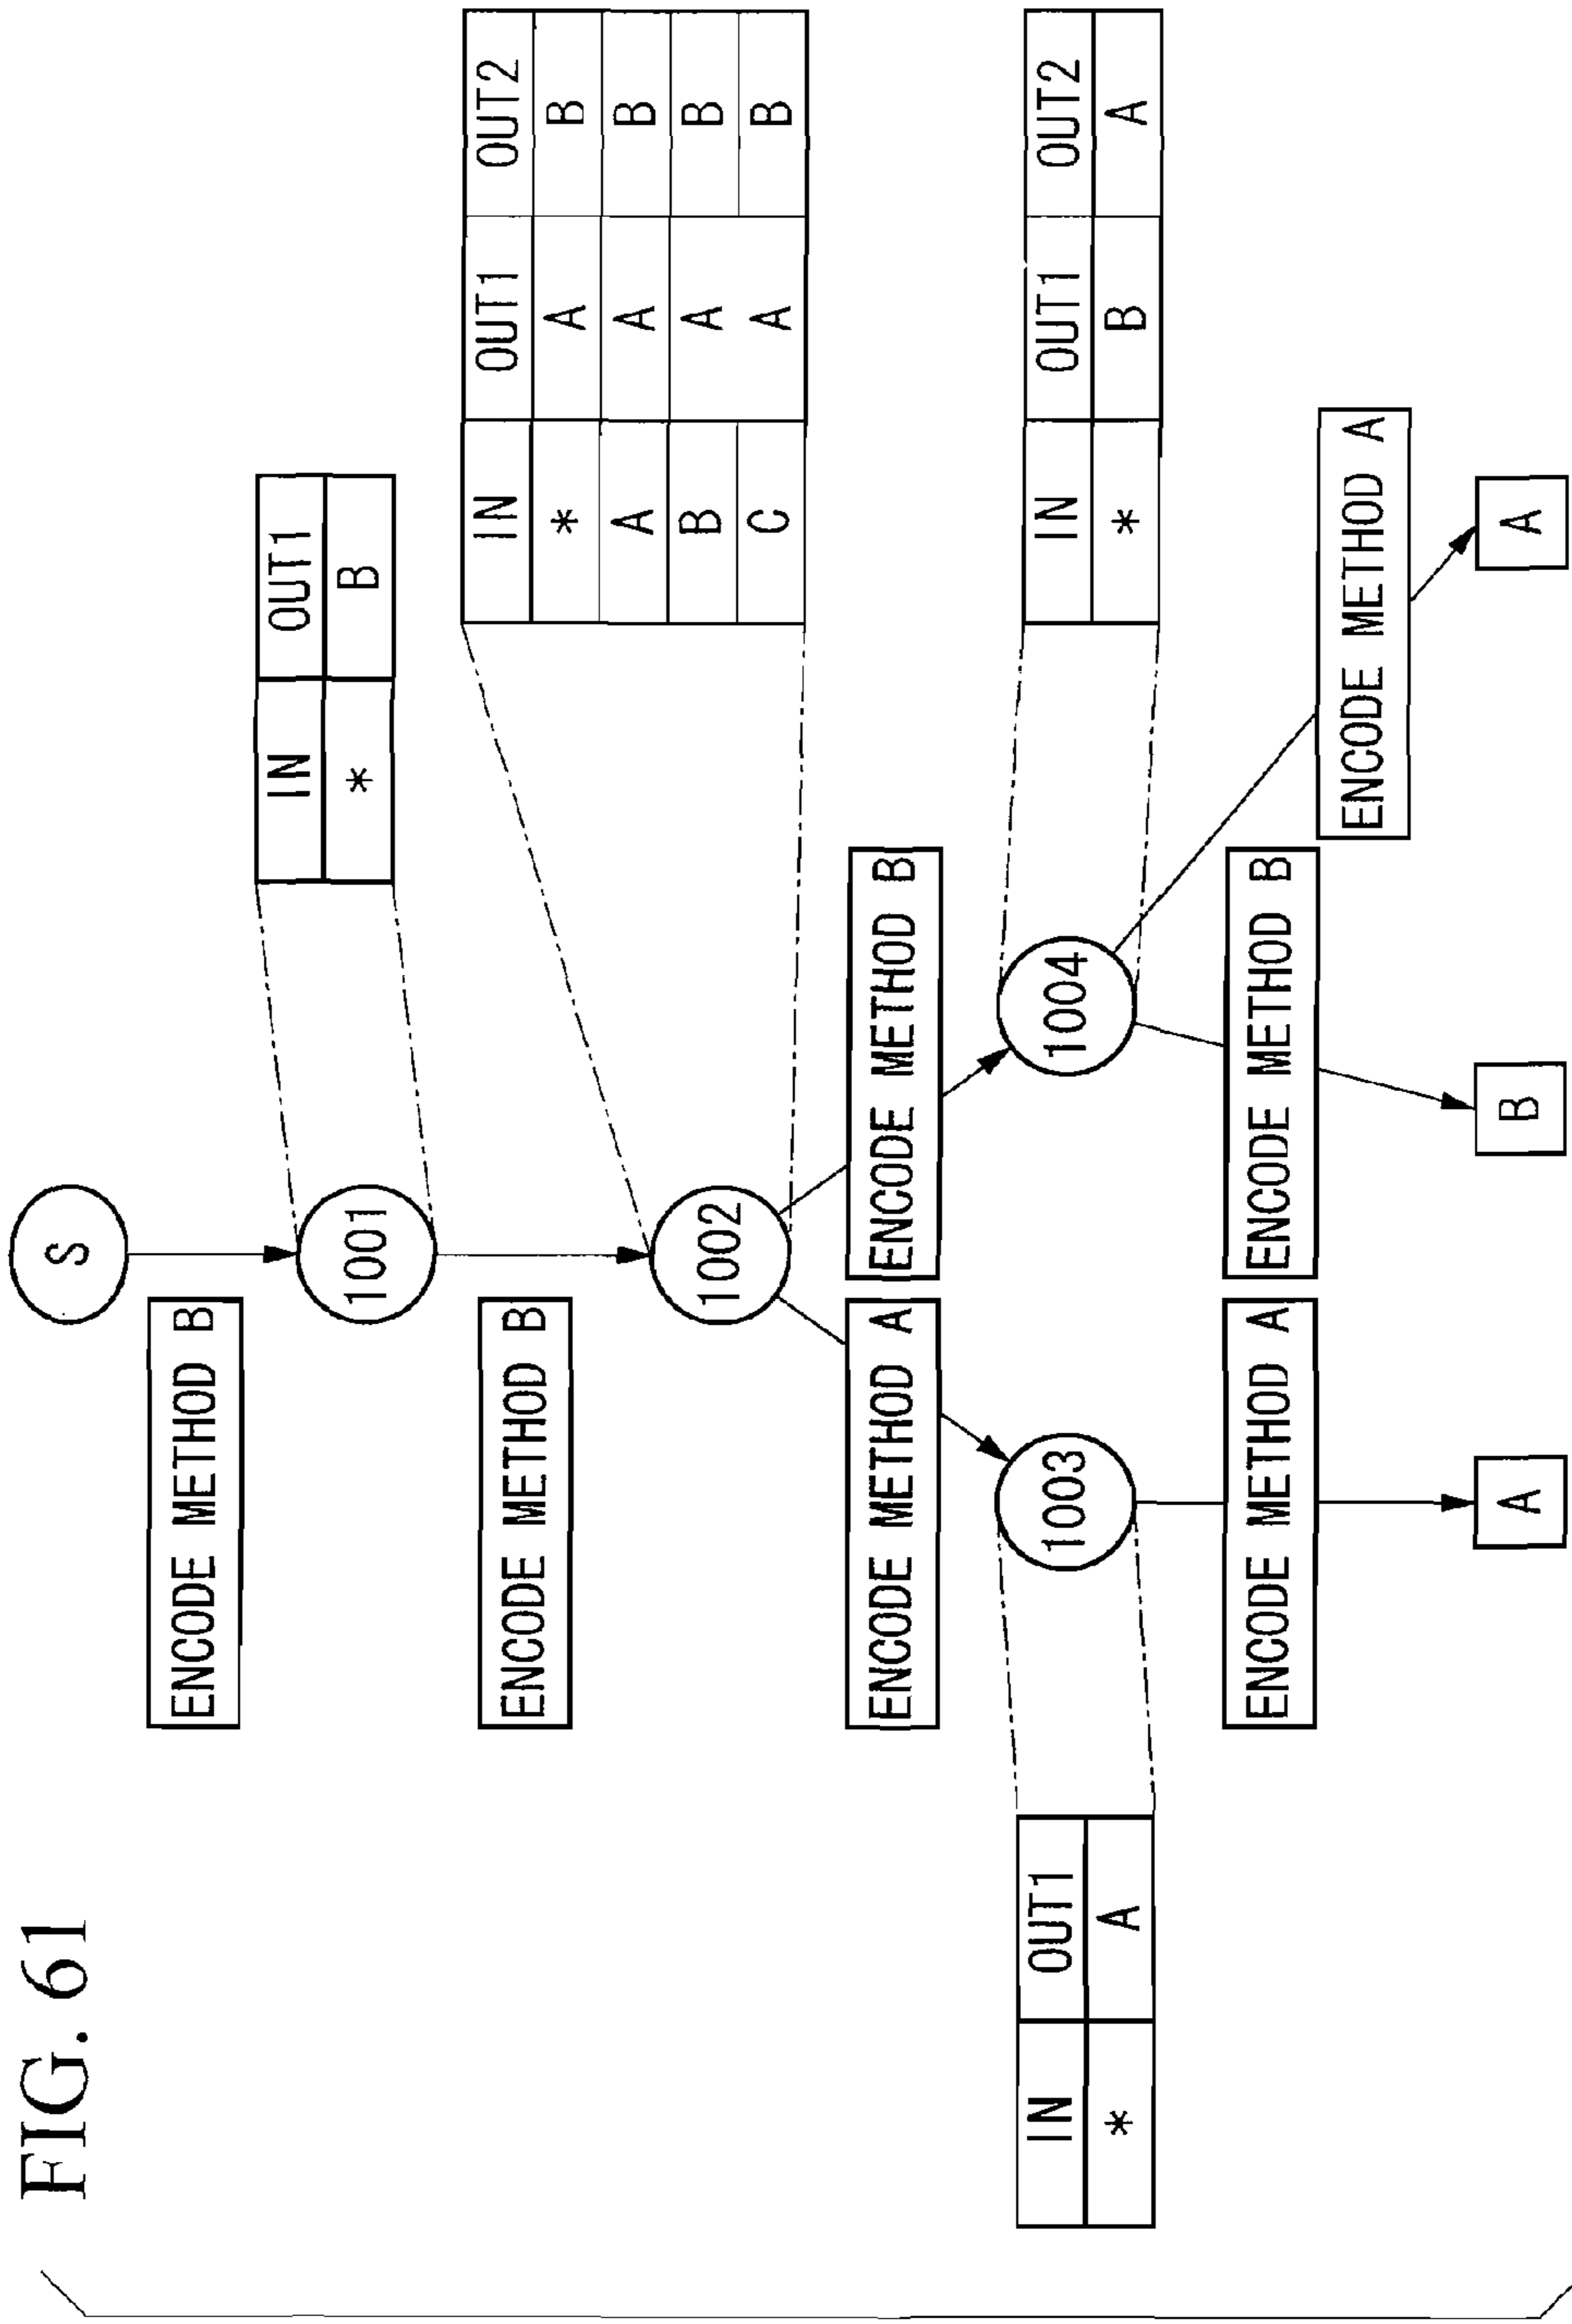 FIG. 61
S
ENCODE METHOD B
1001
IN OUT1
* B
ENCODE METHOD B
1002
IN OUT1 OUT2
* A B
A A B
B A B
C A B
ENCODE METHOD A
ENCODE METHOD B
IN OUT1
* A
1003
1004
IN OUT1 OUT2
* B A
ENCODE METHOD A
ENCODE METHOD B
ENCODE METHOD A
A
B
A